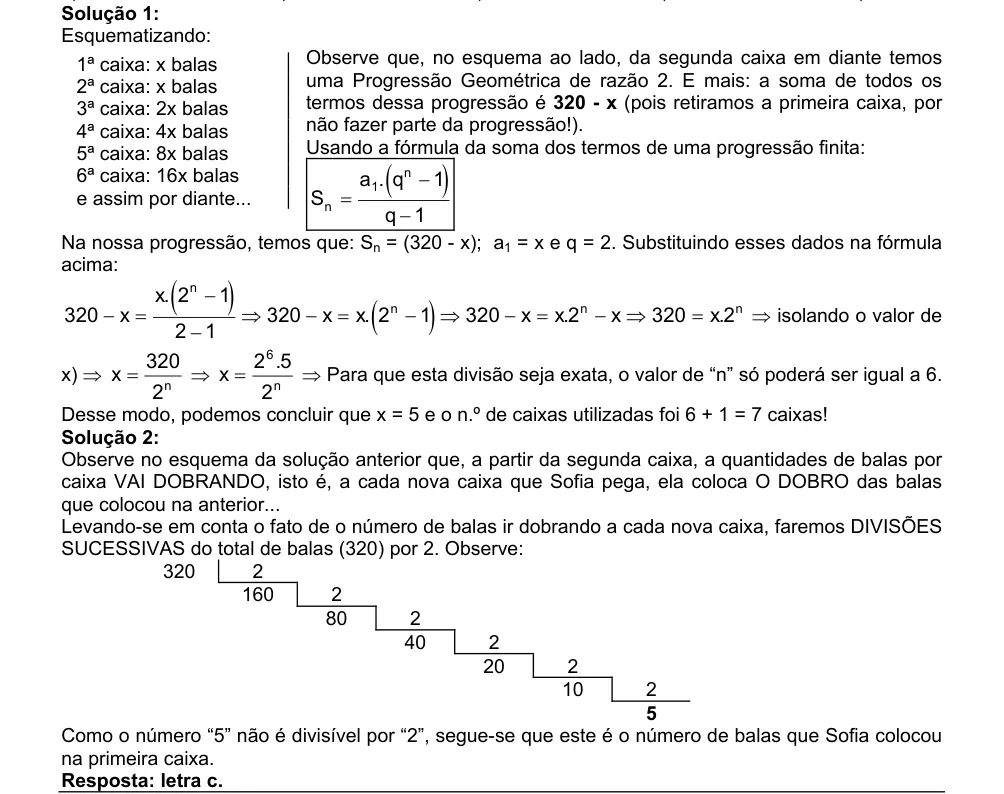 Solução 1:
Esquematizando:
1ª caixa: x balas
2ª caixa: x balas
3ª caixa: 2x balas
4ª caixa: 4x balas
5ª caixa: 8x balas
6ª caixa: 16x balas
e assim por diante...
Observe que, no esquema ao lado, da segunda caixa em diante temos
uma Progressão Geométrica de razão 2. E mais: a soma de todos os
termos dessa progressão é 320 - x (pois retiramos a primeira caixa, por
não fazer parte da progressão!).
Usando a fórmula da soma dos termos de uma progressão finita:
Sₙ = a₁.(qⁿ − 1) / q − 1
Na nossa progressão, temos que: Sₙ = (320 - x); a₁ = x e q = 2. Substituindo esses dados na fórmula
acima:
320 − x = x.(2ⁿ − 1) / 2 − 1 ⇒ 320 − x = x.(2ⁿ − 1) ⇒ 320 − x = x.2ⁿ − x ⇒ 320 = x.2ⁿ ⇒ isolando o valor de
x) ⇒ x = 320 / 2ⁿ ⇒ x = 2⁶.5 / 2ⁿ ⇒ Para que esta divisão seja exata, o valor de “n” só poderá ser igual a 6.
Desse modo, podemos concluir que x = 5 e o n.º de caixas utilizadas foi 6 + 1 = 7 caixas!
Solução 2:
Observe no esquema da solução anterior que, a partir da segunda caixa, a quantidades de balas por
caixa VAI DOBRANDO, isto é, a cada nova caixa que Sofia pega, ela coloca O DOBRO das balas
que colocou na anterior...
Levando-se em conta o fato de o número de balas ir dobrando a cada nova caixa, faremos DIVISÕES
SUCESSIVAS do total de balas (320) por 2. Observe:
320 2
160 2
80 2
40 2
20 2
10 2
5
Como o número “5” não é divisível por “2”, segue-se que este é o número de balas que Sofia colocou
na primeira caixa.
Resposta: letra c.